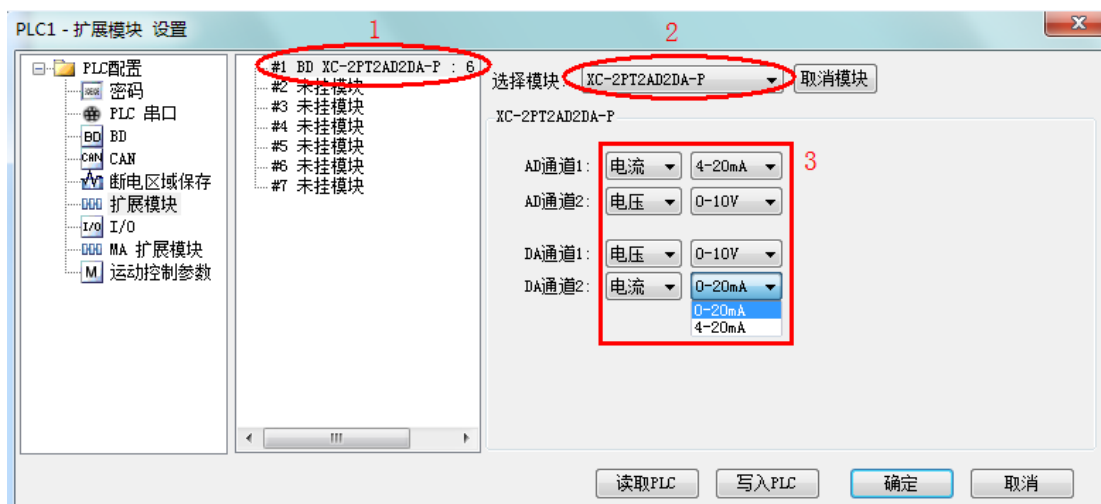 PLC1 - 扩展模块 设置
1
2
PLC配置
密码
PLC 串口
BD BD
CAN CAN
断电区域保存
扩展模块
I/O I/O
MA 扩展模块
M 运动控制参数
#1 BD XC-2PT2AD2DA-P : 6
#2 未挂模块
#3 未挂模块
#4 未挂模块
#5 未挂模块
#6 未挂模块
#7 未挂模块
选择模块: XC-2PT2AD2DA-P 取消模块
XC-2PT2AD2DA-P
3
AD通道1: 电流 4-20mA
AD通道2: 电压 0-10V
DA通道1: 电压 0-10V
DA通道2: 电流 0-20mA
0-20mA
4-20mA
读取PLC 写入PLC 确定 取消